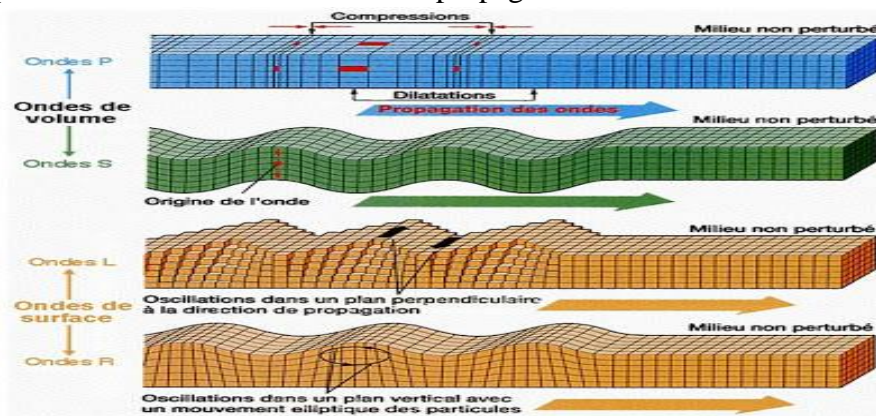 Compressions
Milieu non perturbé
Ondes P
Dilatations
Ondes de
volume
Propagation des ondes
Milieu non perturbé
Ondes S
Origine de l'onde
Milieu non perturbé
Ondes L
Oscillations dans un plan perpendiculaire
à la direction de propagation
Ondes de
surface
Milieu non perturbé
Ondes R
Oscillations dans un plan vertical avec
un mouvement elliptique des particules